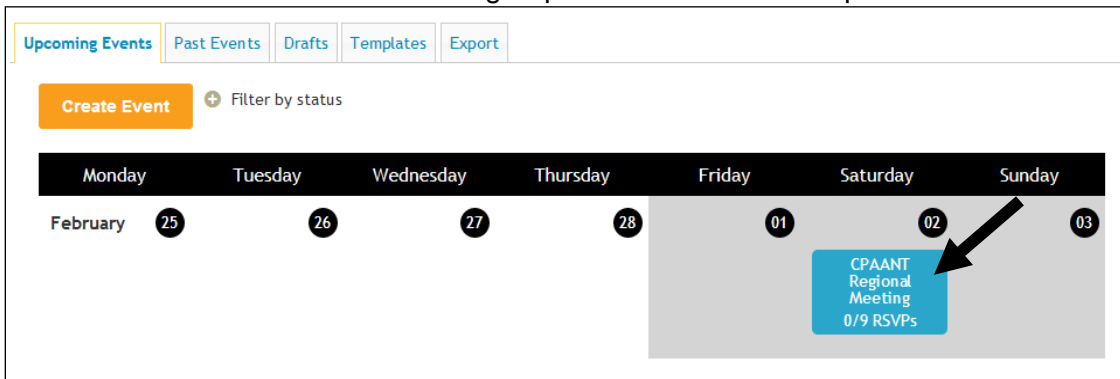 Upcoming Events Past Events Drafts Templates Export
Create Event Filter by status
Monday Tuesday Wednesday Thursday Friday Saturday Sunday
February 25 26 27 28 01 02 03
CPAANT
Regional
Meeting
0/9 RSVPs